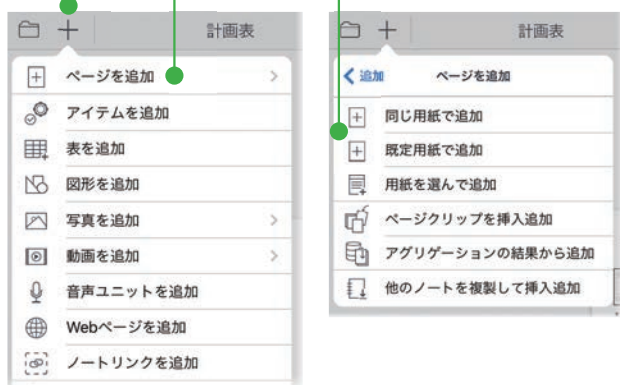 計画表
ページを追加
アイテムを追加
表を追加
図形を追加
写真を追加
動画を追加
音声ユニットを追加
Webページを追加
ノートリンクを追加
計画表
追加 ページを追加
同じ用紙で追加
既定用紙で追加
用紙を選んで追加
ページクリップを挿入追加
アグリゲーションの結果から追加
他のノートを複製して挿入追加